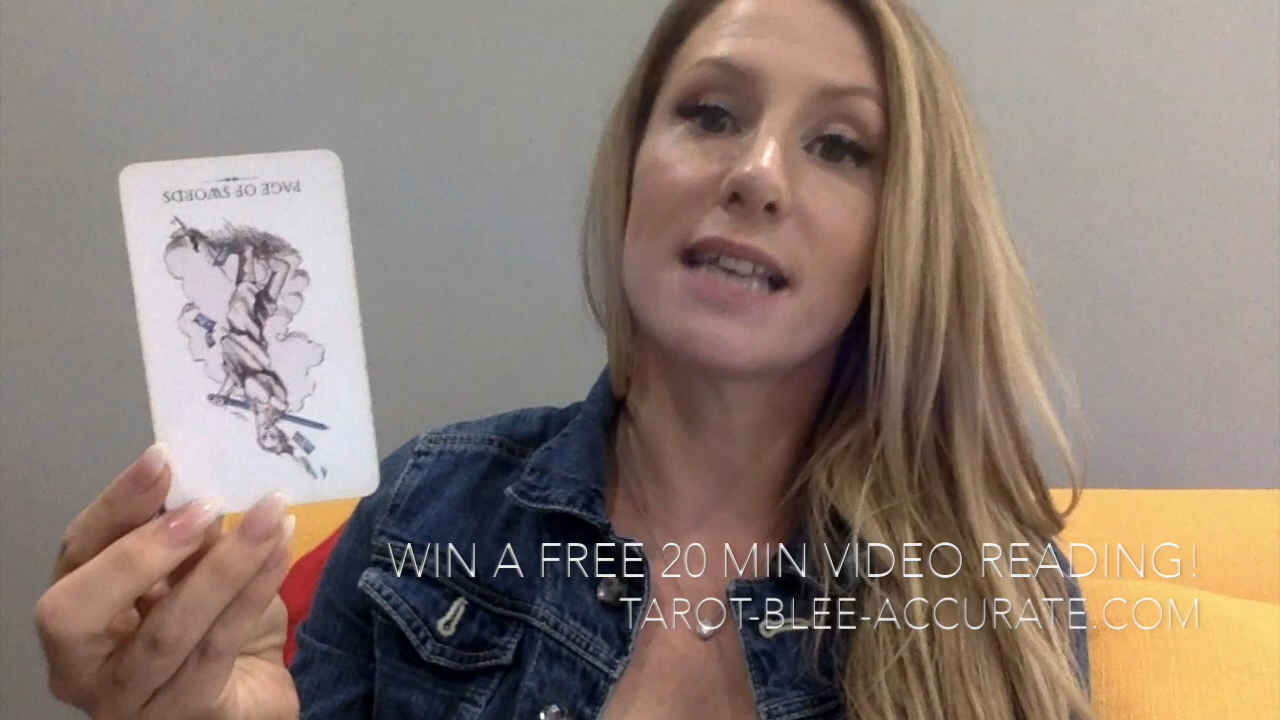 PAGE OF SWORDS
WIN A FREE 20 MIN VIDEO READING!
TAROT-BLEE-ACCURATE.COM